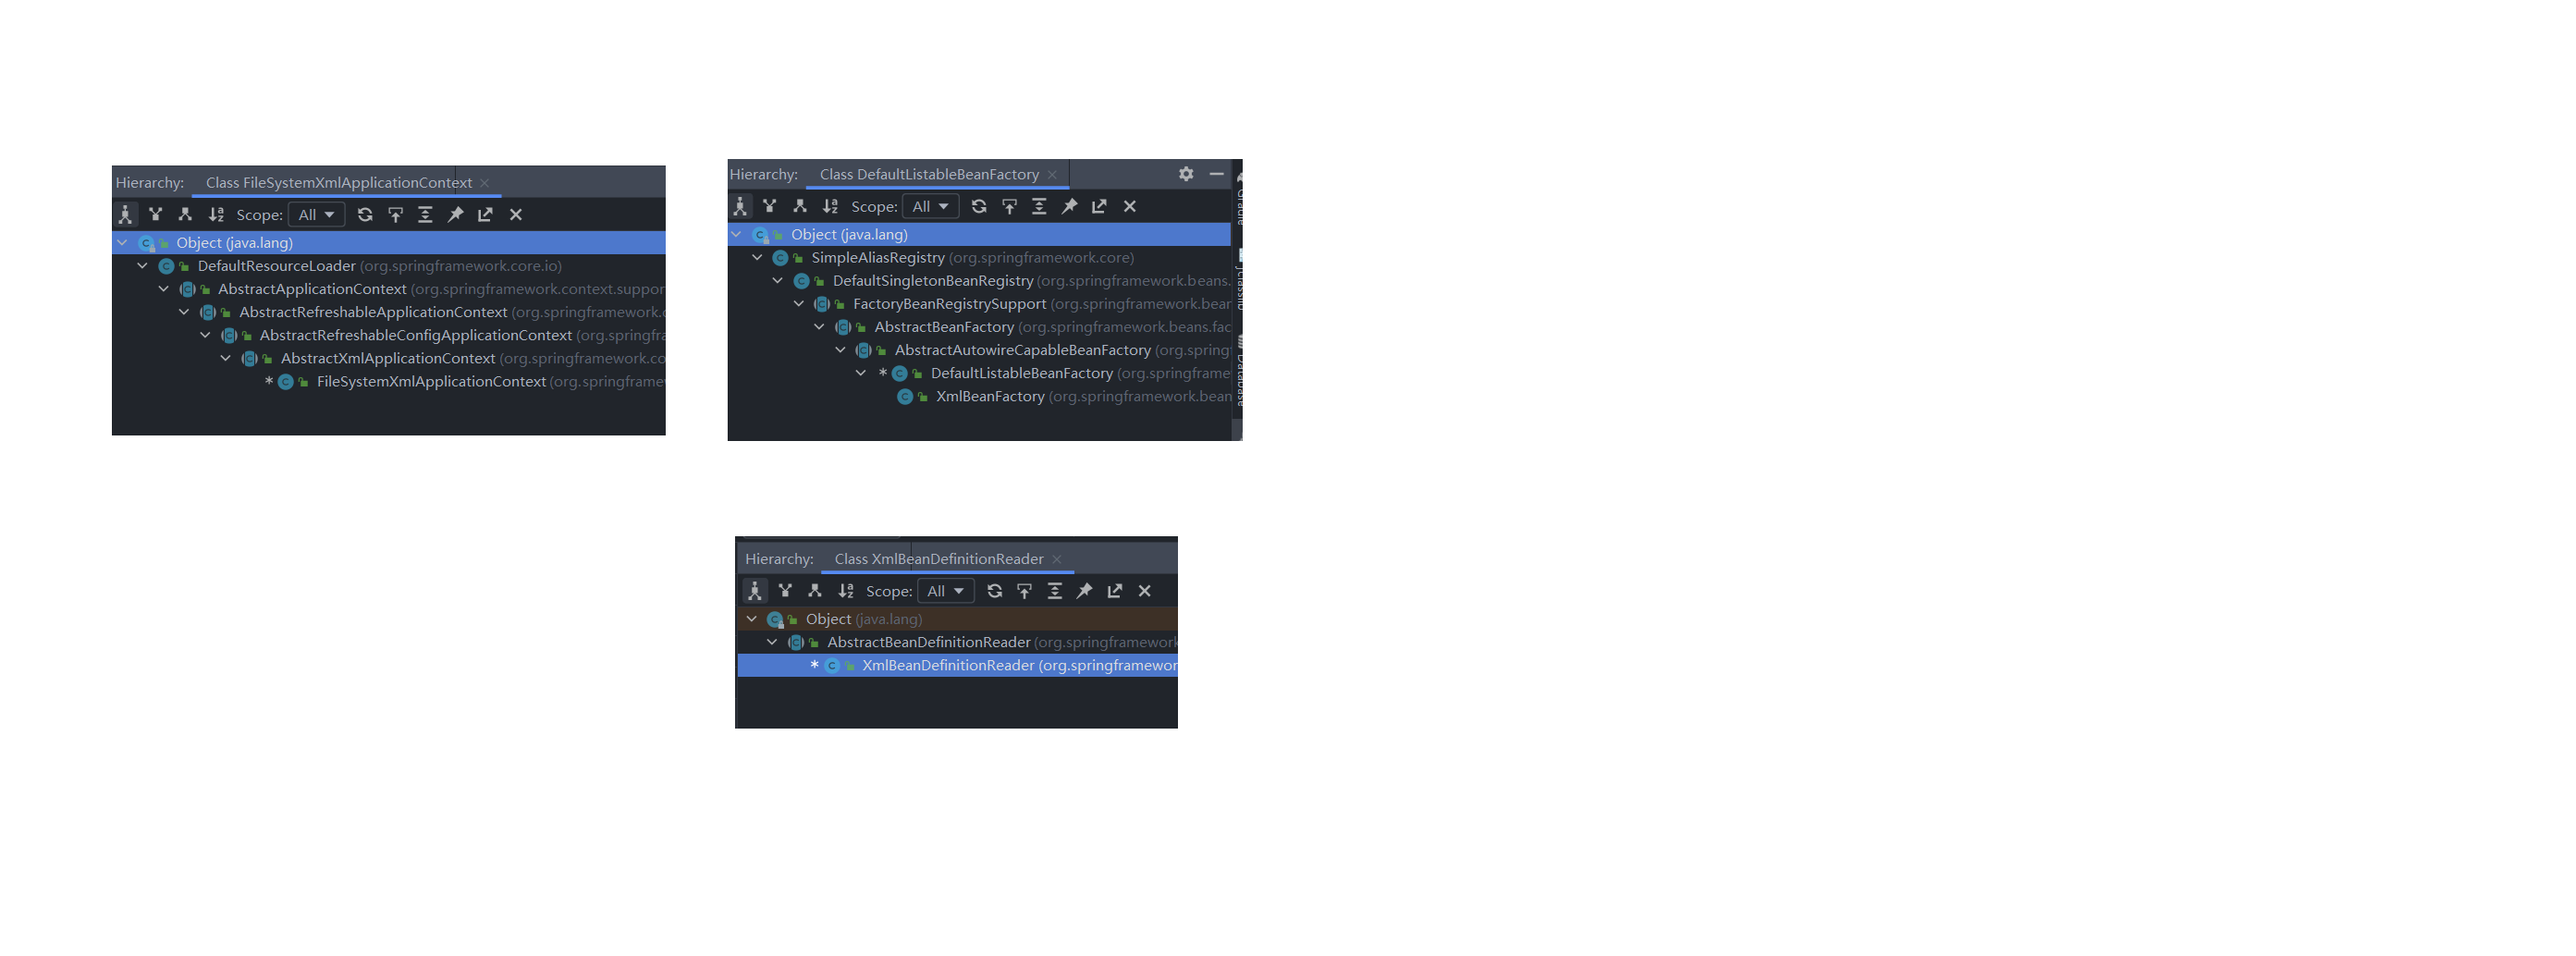 Hierarchy: Class FileSystemXmlApplicationContext
Scope: All
Object (java.lang)
DefaultResourceLoader (org.springframework.core.io)
AbstractApplicationContext (org.springframework.context.suppor
AbstractRefreshableApplicationContext (org.springframework.c
AbstractRefreshableConfigApplicationContext (org.springfra
AbstractXmlApplicationContext (org.springframework.co
* FileSystemXmlApplicationContext (org.springframe
Hierarchy: Class DefaultListableBeanFactory
Scope: All
Object (java.lang)
SimpleAliasRegistry (org.springframework.core)
DefaultSingletonBeanRegistry (org.springframework.beans.
FactoryBeanRegistrySupport (org.springframework.bear
AbstractBeanFactory (org.springframework.beans.fac
AbstractAutowireCapableBeanFactory (org.spring
* DefaultListableBeanFactory (org.springframe
XmlBeanFactory (org.springframework.bean
Database
Hierarchy: Class XmlBeanDefinitionReader
Scope: All
Object (java.lang)
AbstractBeanDefinitionReader (org.springframework
* XmlBeanDefinitionReader (org.springframewor